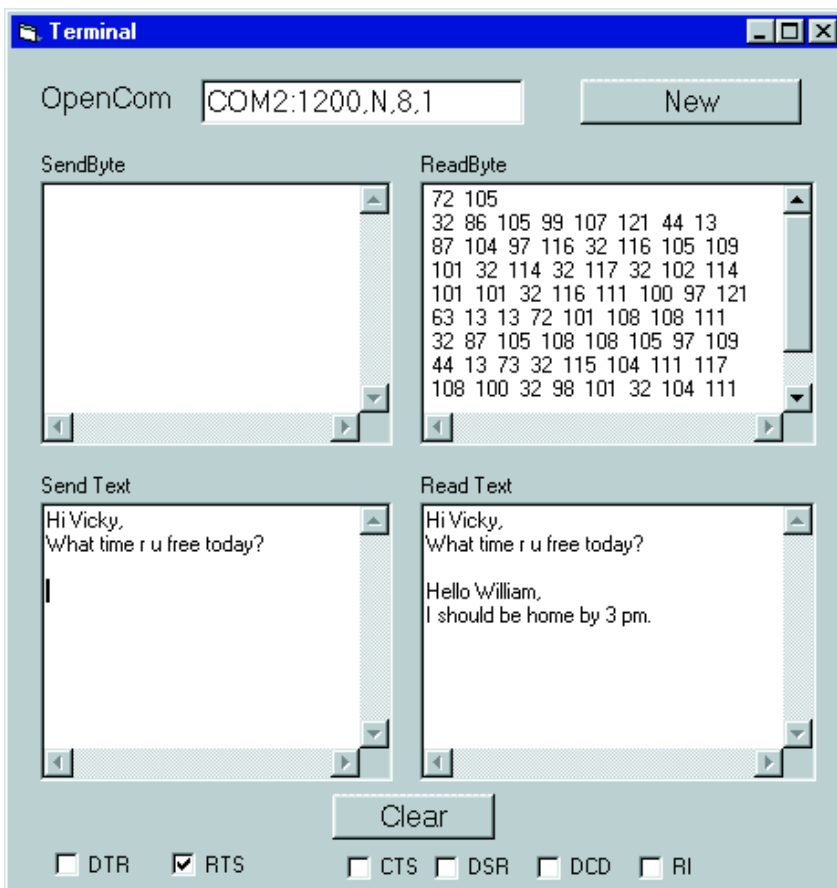 Terminal
OpenCom COM2:1200,N,8,1 New
SendByte
ReadByte
72 105
32 86 105 99 107 121 44 13
87 104 97 116 32 116 105 109
101 32 114 32 117 32 102 114
101 101 32 116 111 100 97 121
63 13 13 72 101 108 108 111
32 87 105 108 108 105 97 109
44 13 73 32 115 104 111 117
108 100 32 98 101 32 104 111
Send Text
Hi Vicky,
What time r u free today?
Read Text
Hi Vicky,
What time r u free today?
Hello William,
I should be home by 3 pm.
Clear
DTR RTS CTS DSR DCD RI